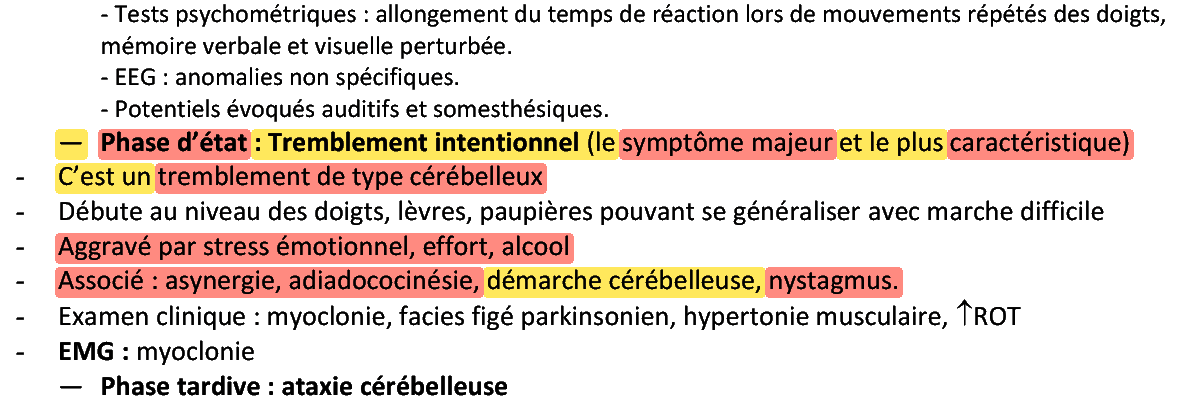 - Tests psychométriques : allongement du temps de réaction lors de mouvements répétés des doigts,
mémoire verbale et visuelle perturbée.
- EEG : anomalies non spécifiques.
- Potentiels évoqués auditifs et somesthésiques.
— Phase d’état : Tremblement intentionnel (le symptôme majeur et le plus caractéristique)
- C’est un tremblement de type cérébelleux
- Débute au niveau des doigts, lèvres, paupières pouvant se généraliser avec marche difficile
- Aggravé par stress émotionnel, effort, alcool
- Associé : asynergie, adiadococinésie, démarche cérébelleuse, nystagmus.
- Examen clinique : myoclonie, facies figé parkinsonien, hypertonie musculaire, ↑ROT
- EMG : myoclonie
— Phase tardive : ataxie cérébelleuse